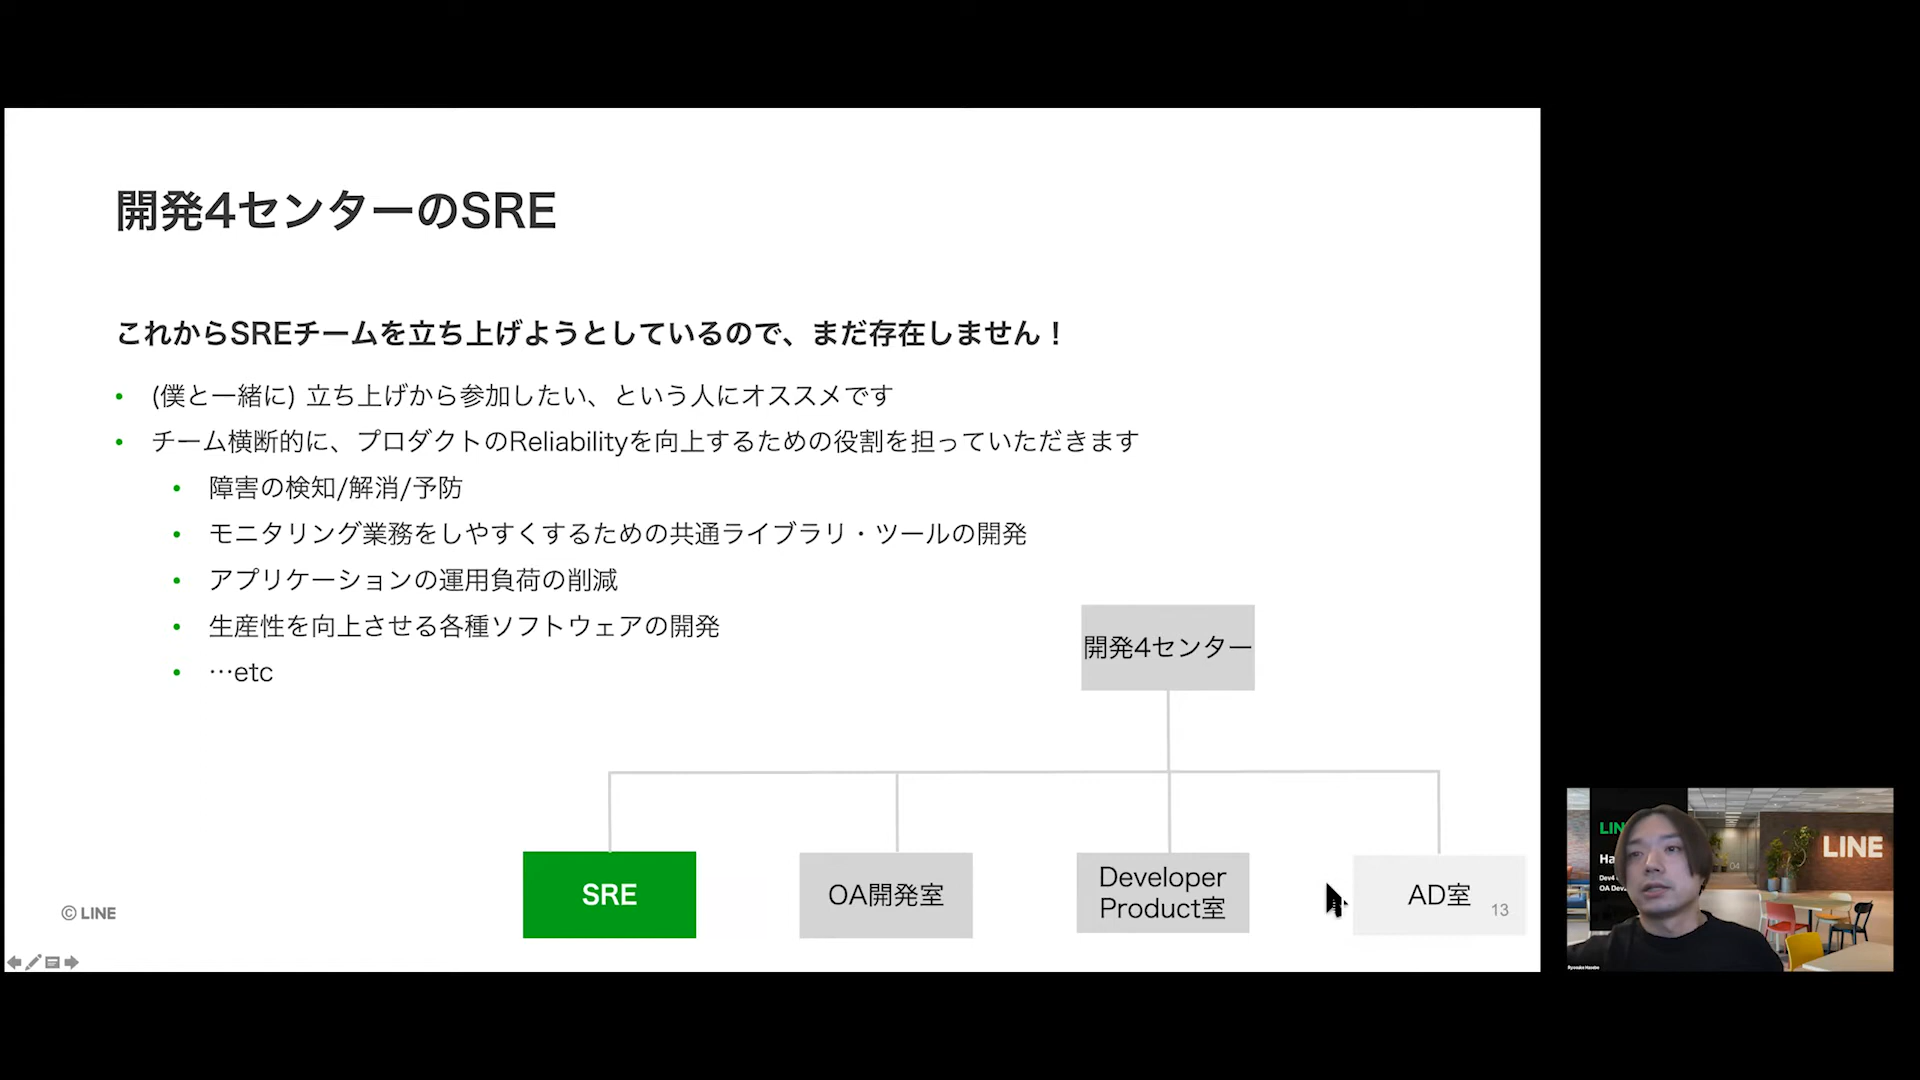 開発4センターのSRE
これからSREチームを立ち上げようとしているので、まだ存在しません！
• (僕と一緒に) 立ち上げから参加したい、という人にオススメです
• チーム横断的に、プロダクトのReliabilityを向上するための役割を担っていただきます
• 障害の検知/解消/予防
• モニタリング業務をしやすくするための共通ライブラリ・ツールの開発
• アプリケーションの運用負荷の削減
• 生産性を向上させる各種ソフトウェアの開発
• …etc
開発4センター
SRE
OA開発室
Developer
Product室
AD室
13
© LINE
LIN
Ha
Dev4
OA Dev
LINE